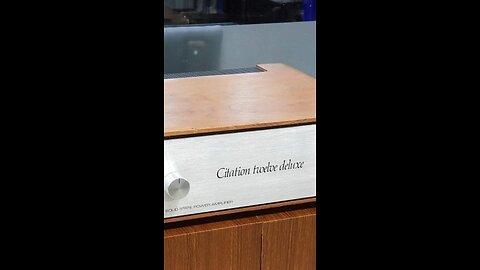 Citation twelve deluxe
SOLID STATE POWER AMPLIFIER